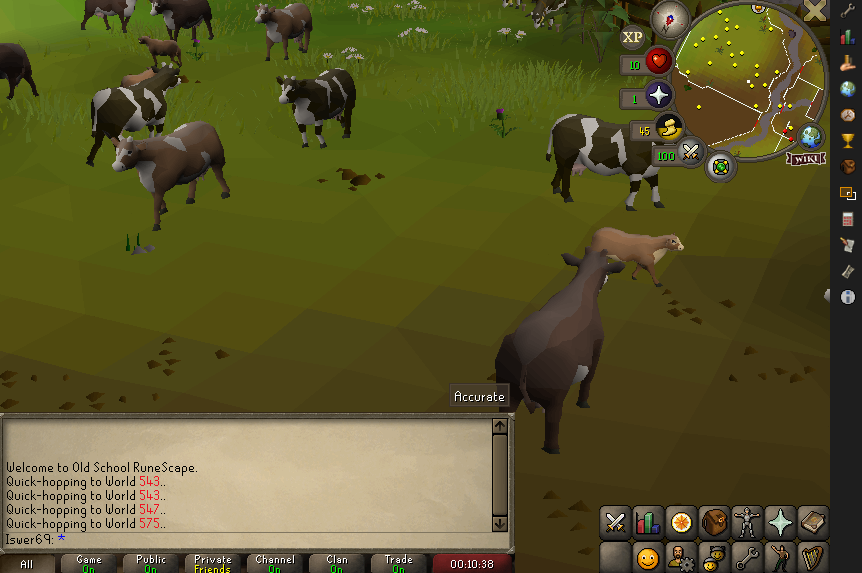 XP
10
1
45
100
WIKI
Accurate
Welcome to Old School RuneScape.
Quick-hopping to World 543..
Quick-hopping to World 543..
Quick-hopping to World 547..
Quick-hopping to World 575..
Iswer69: *
All
Game
On
Public
On
Private
Friends
Channel
On
Clan
On
Trade
On
00:10:38